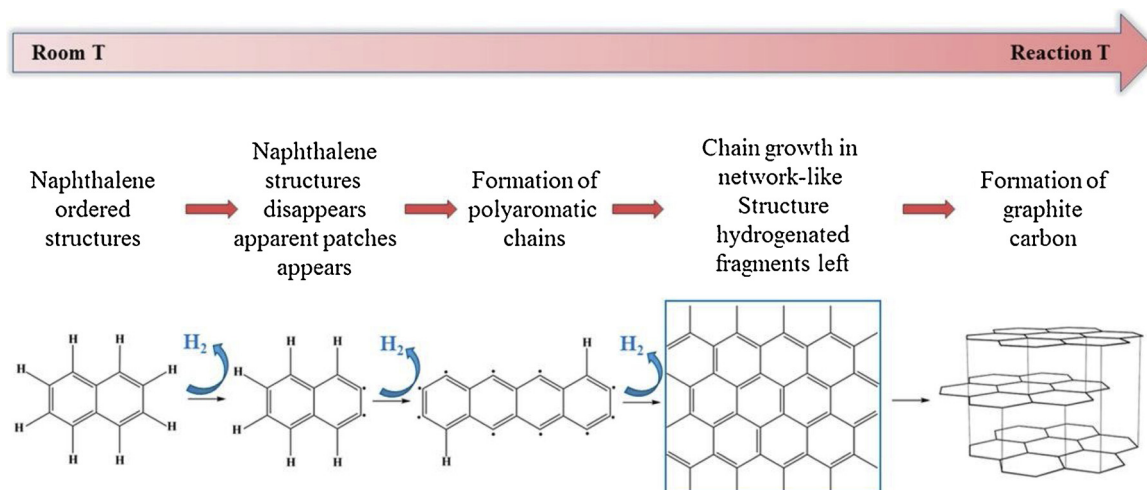 Room T
Reaction T
Naphthalene
ordered
structures
Naphthalene
structures
disappears
apparent patches
appears
Formation of
polyaromatic
chains
Chain growth in
network-like
Structure
hydrogenated
fragments left
Formation of
graphite
carbon
H H
H H
H H
H H
H2
H H
H
H
H H
H2
H
H
H2